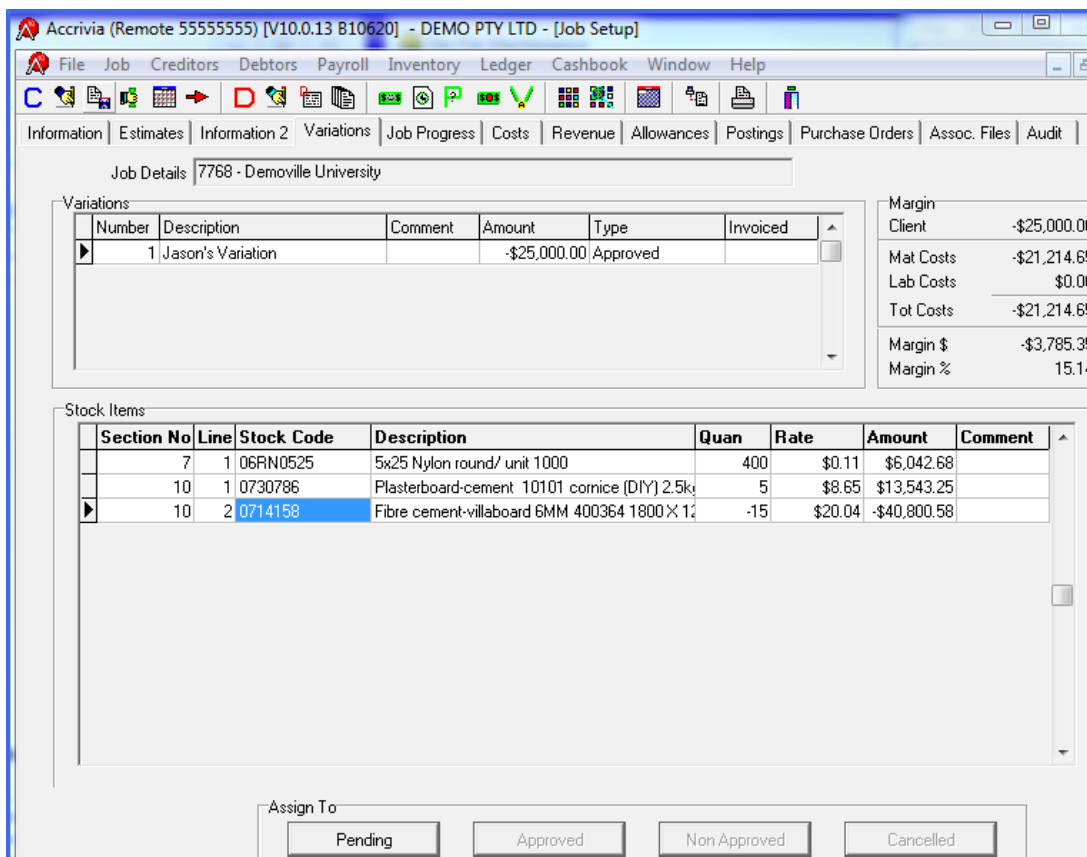 Accrivia (Remote 55555555) [V10.0.13 B10620] - DEMO PTY LTD - [Job Setup]
File Job Creditors Debtors Payroll Inventory Ledger Cashbook Window Help
Information Estimates Information 2 Variations Job Progress Costs Revenue Allowances Postings Purchase Orders Assoc. Files Audit
Job Details 7768 - Demoville University
Variations
Number Description Comment Amount Type Invoiced
1 Jason's Variation -$25,000.00 Approved
Margin
Client -$25,000.00
Mat Costs -$21,214.65
Lab Costs $0.00
Tot Costs -$21,214.65
Margin $ -$3,785.35
Margin % 15.14
Stock Items
Section No Line Stock Code Description Quan Rate Amount Comment
7 1 06RN0525 5x25 Nylon round/ unit 1000 400 $0.11 $6,042.68
10 1 0730786 Plasterboard-cement 10101 cornice (DIY) 2.5kg 5 $8.65 $13,543.25
10 2 0714158 Fibre cement-villaboard 6MM 400364 1800 X 12 -15 $20.04 -$40,800.58
Assign To
Pending Approved Non Approved Cancelled